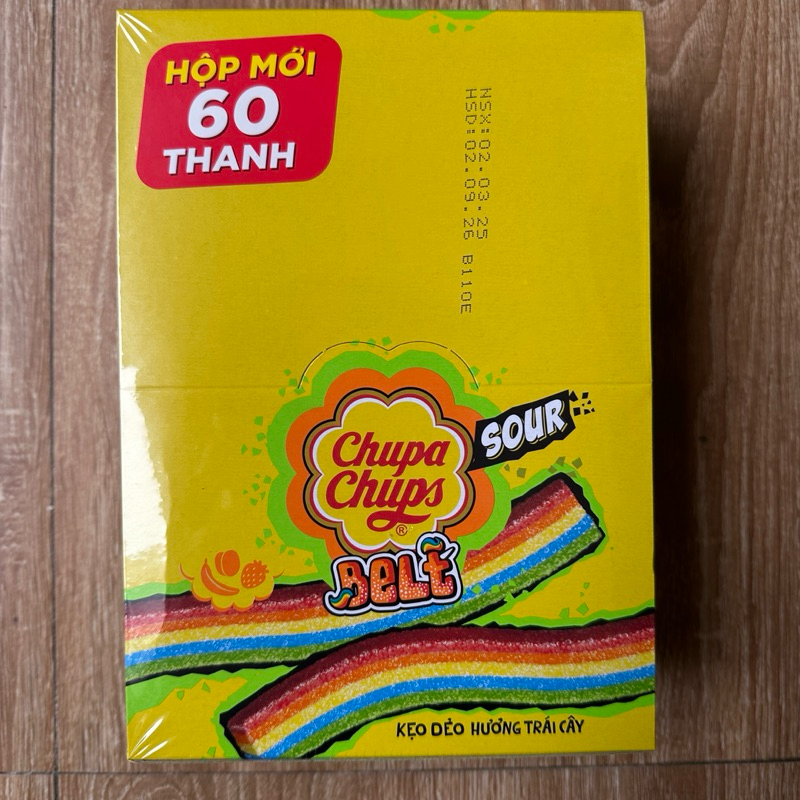 HỘP MỚI
60
THANH
NSX:02.03.25
HSD:02.09.26 B110E
SOUR
Chupa
Chups
®
BELT
KẸO DẺO HƯƠNG TRÁI CÂY